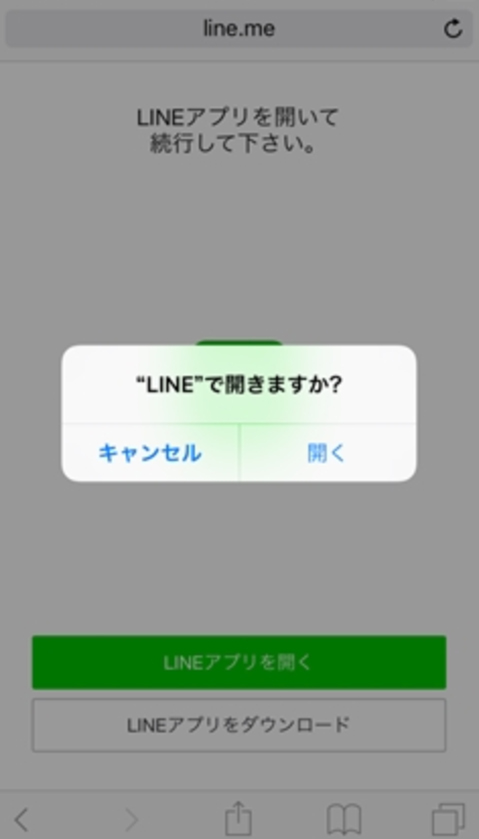 line.me
LINEアプリを開いて
続行して下さい。
“LINE”で開きますか?
キャンセル
開く
LINEアプリを開く
LINEアプリをダウンロード